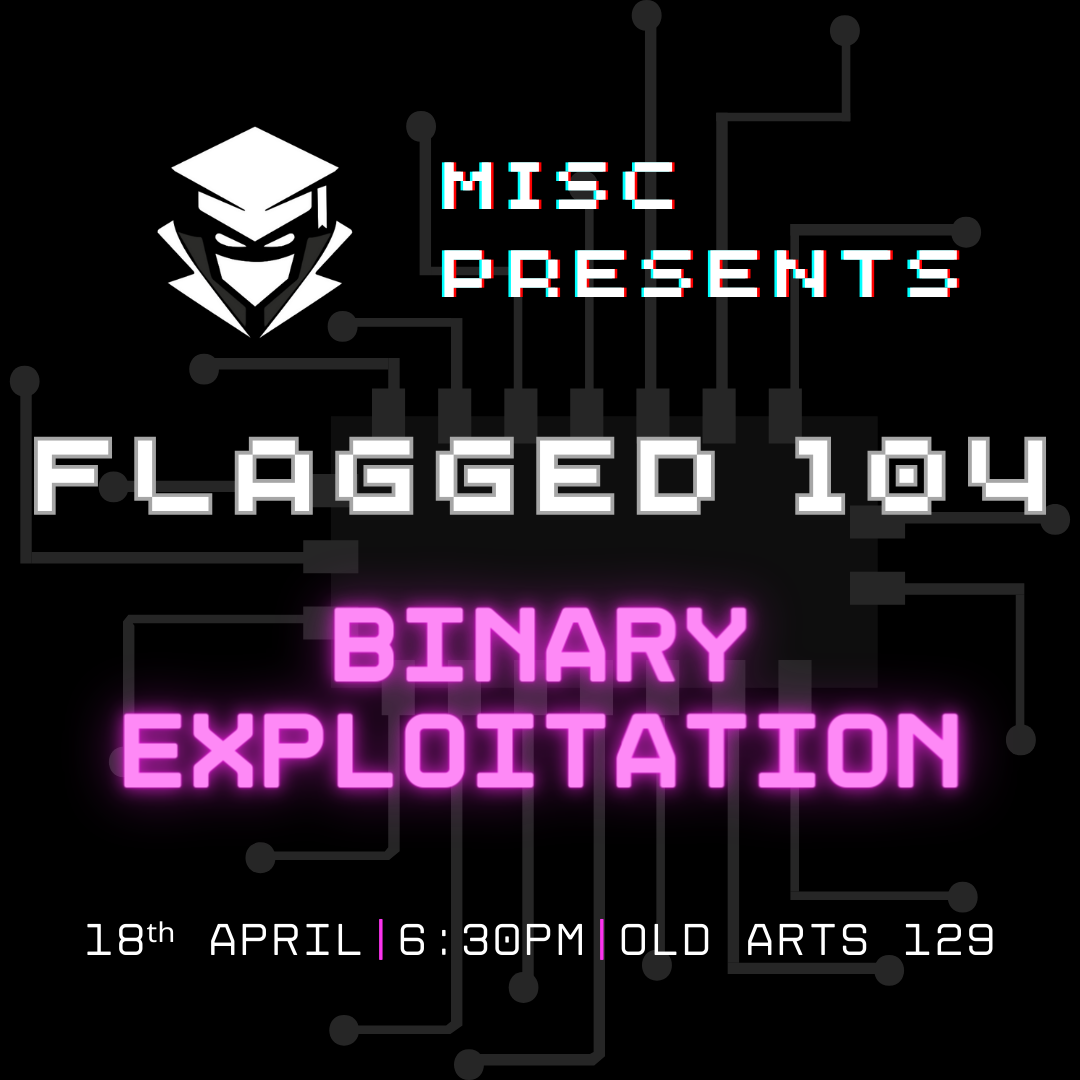 MISC
PRESENTS
FLAGGED 104
BINARY
EXPLOITATION
18th APRIL|6:30PM|OLD ARTS 129